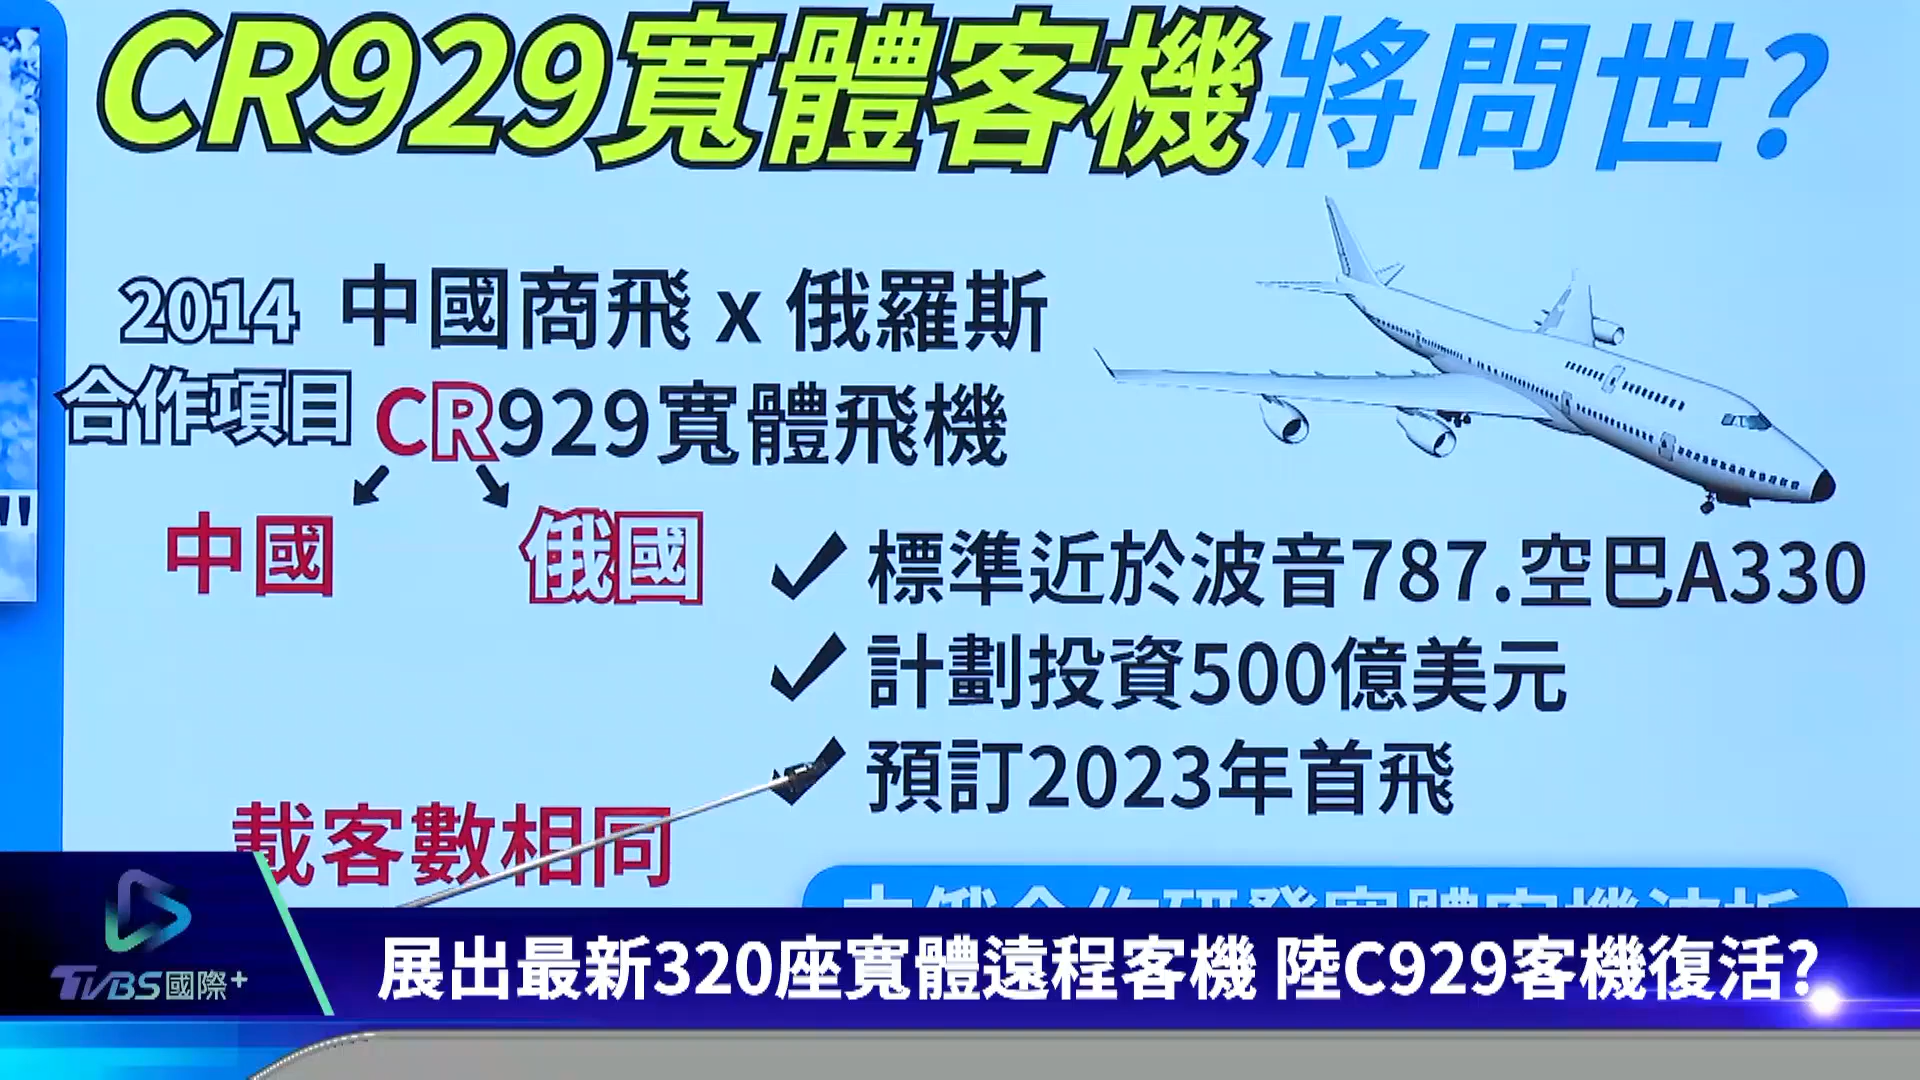 CR929寬體客機將問世?
2014 中國商飛 x 俄羅斯
合作項目 CR929寬體飛機
中國 俄國
"
✓ 標準近於波音787.空巴A330
✓ 計劃投資500億美元
✓ 預訂2023年首飛
載客數相同
展出最新320座寬體遠程客機 陸C929客機復活?
TVBS國際+